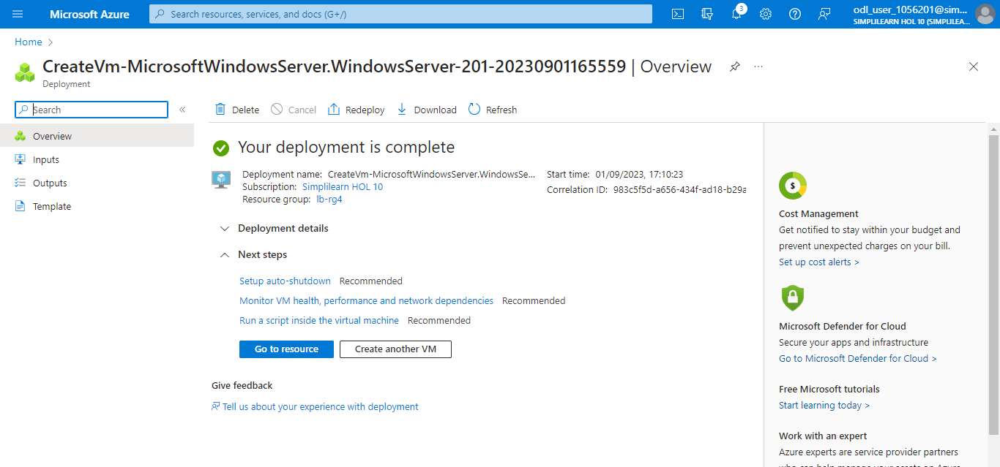 Microsoft Azure
Search resources, services, and docs (G+/)
3
odl_user_1056201@sim...
SIMPLILEARN HOL 10 (SIMPLILEA...
Home
CreateVm-MicrosoftWindowsServer.WindowsServer-201-20230901165559 | Overview
Deployment
Search
Overview
Inputs
Outputs
Template
Delete
Cancel
Redeploy
Download
Refresh
Your deployment is complete
Deployment name: CreateVm-MicrosoftWindowsServer.WindowsSe...
Subscription: Simplilearn HOL 10
Resource group: lb-rg4
Start time: 01/09/2023, 17:10:23
Correlation ID: 983c5f5d-a656-434f-ad18-b29a
Deployment details
Next steps
Setup auto-shutdown Recommended
Monitor VM health, performance and network dependencies Recommended
Run a script inside the virtual machine Recommended
Go to resource
Create another VM
Give feedback
Tell us about your experience with deployment
$
Cost Management
Get notified to stay within your budget and
prevent unexpected charges on your bill.
Set up cost alerts >
Microsoft Defender for Cloud
Secure your apps and infrastructure
Go to Microsoft Defender for Cloud >
Free Microsoft tutorials
Start learning today >
Work with an expert
Azure experts are service provider partners
who can help manage your assets on Azure